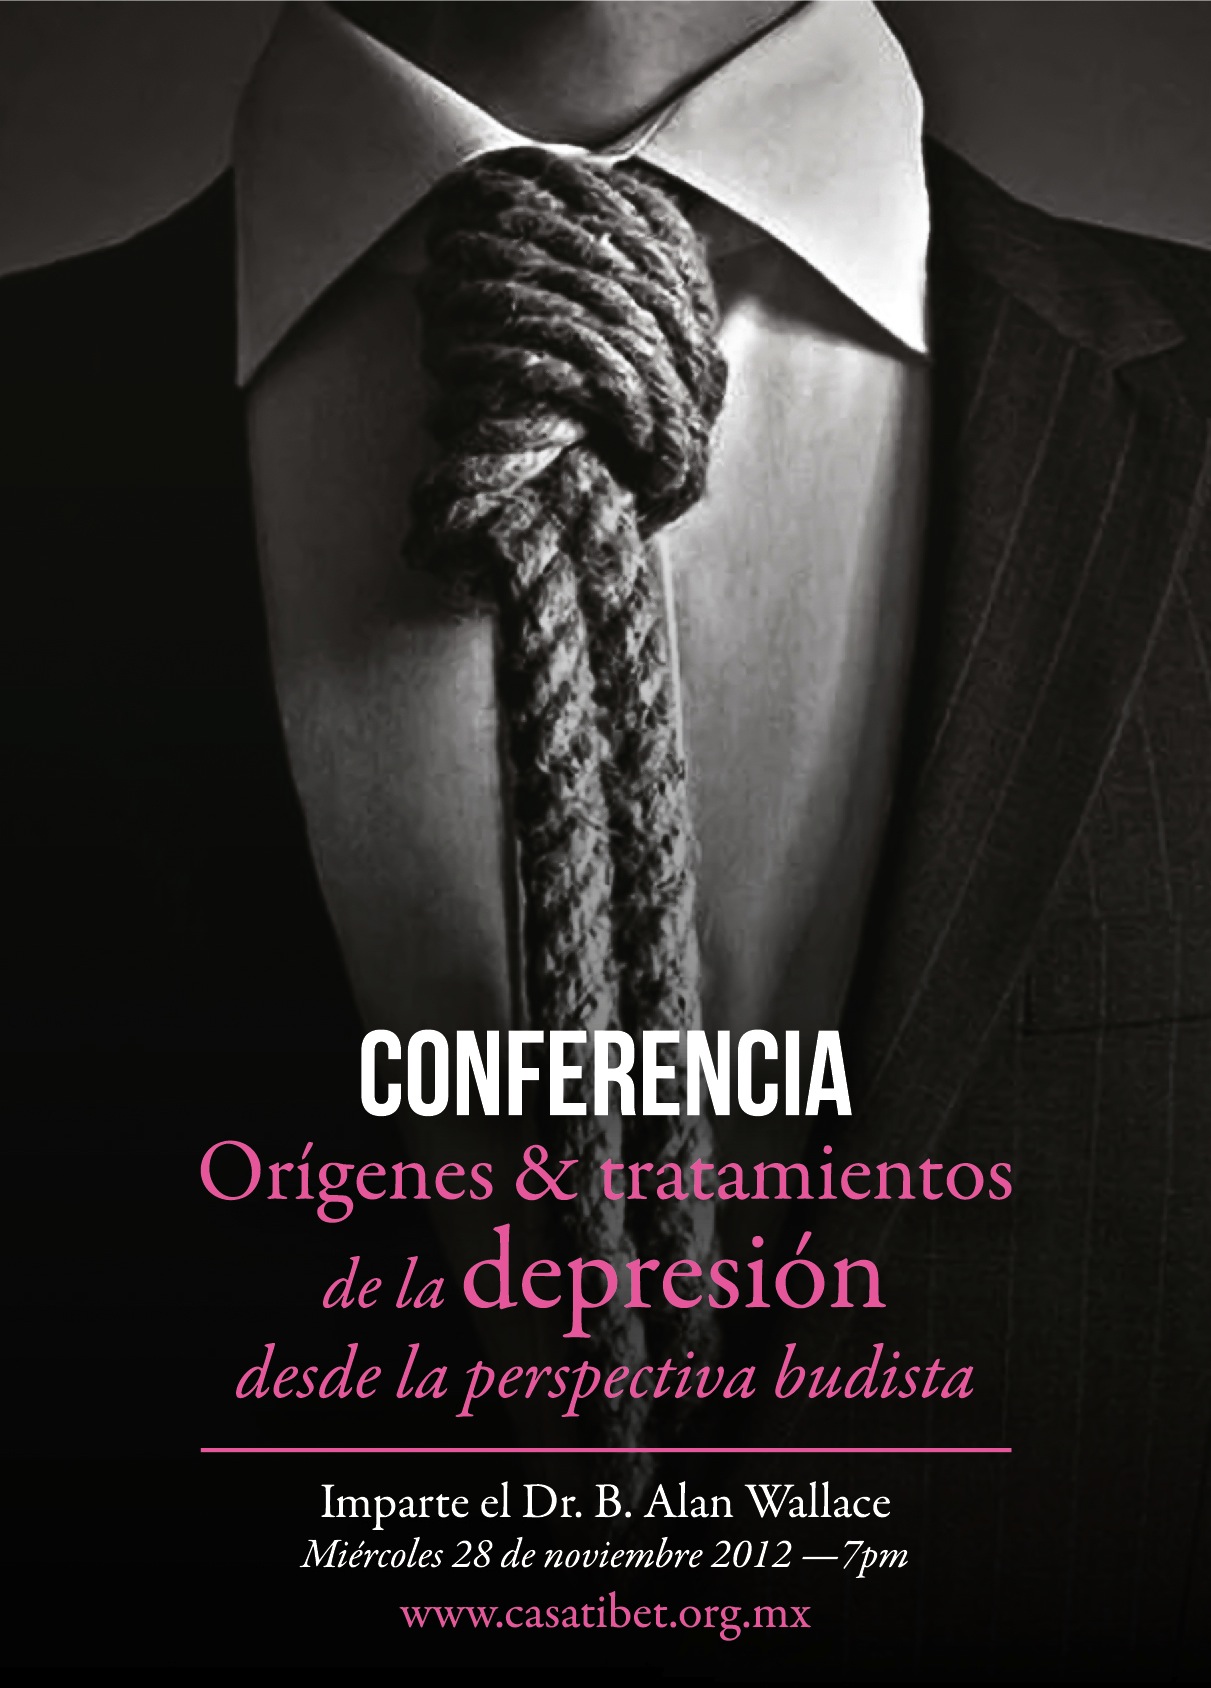 CONFERENCIA
Orígenes & tratamientos
de la depresión
desde la perspectiva budista
Imparte el Dr. B. Alan Wallace
Miércoles 28 de noviembre 2012 —7pm
www.casatibet.org.mx